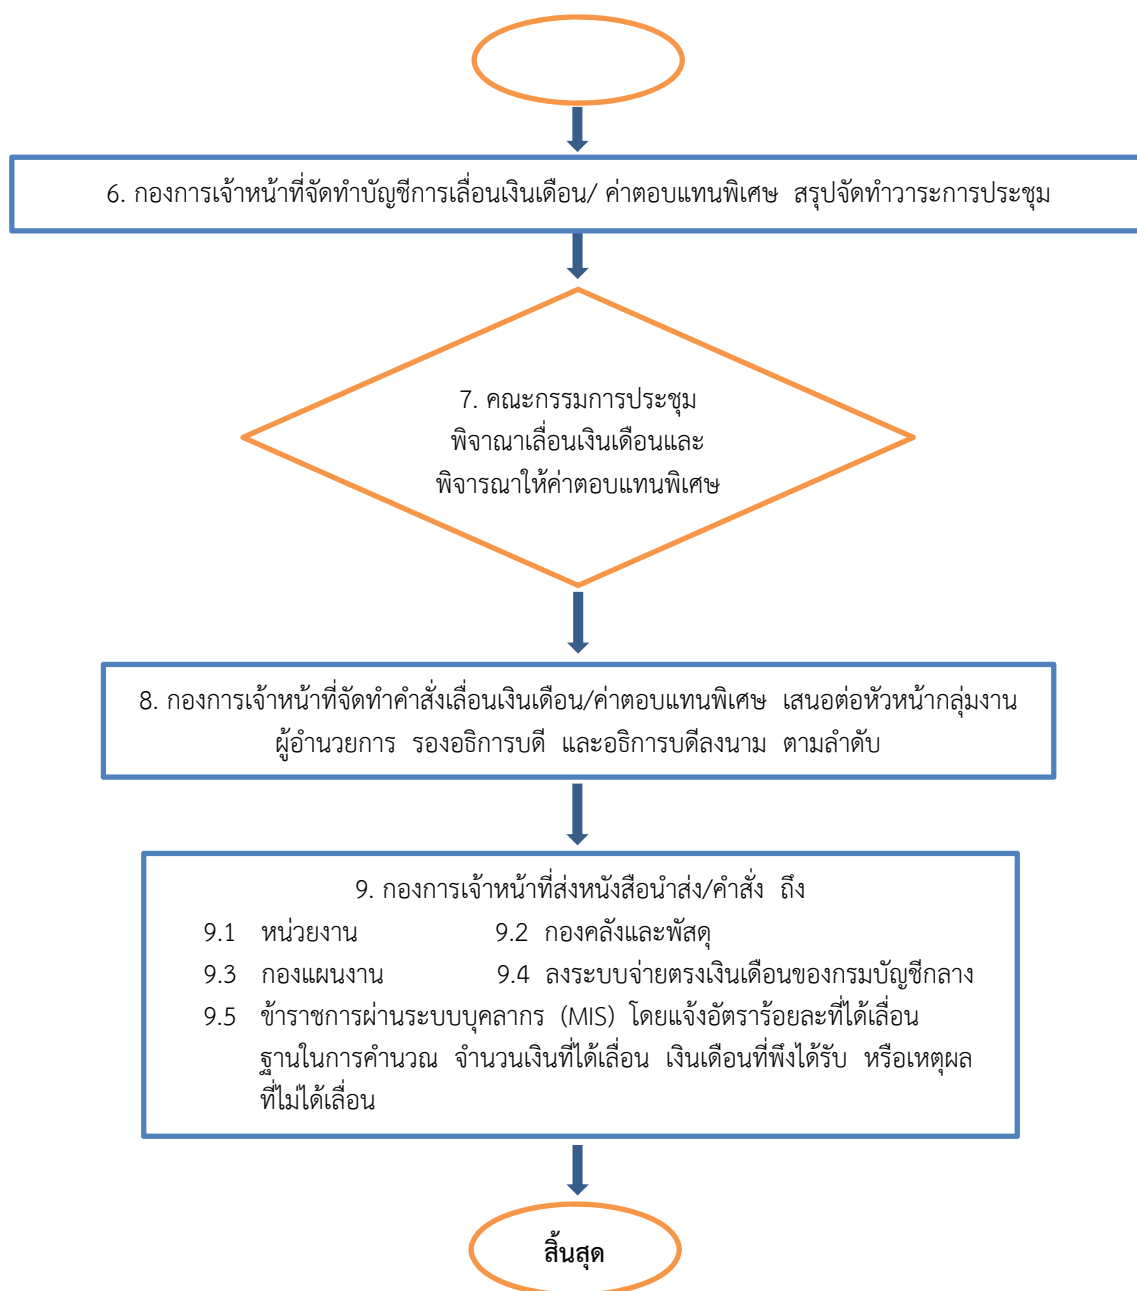 6. กองการเจ้าหน้าที่จัดทำบัญชีการเลื่อนเงินเดือน/ ค่าตอบแทนพิเศษ สรุปจัดทำวาระการประชุม
7. คณะกรรมการประชุม
พิจาณาเลื่อนเงินเดือนและ
พิจารณาให้ค่าตอบแทนพิเศษ
8. กองการเจ้าหน้าที่จัดทำคำสั่งเลื่อนเงินเดือน/ค่าตอบแทนพิเศษ เสนอต่อหัวหน้ากลุ่มงาน
ผู้อำนวยการ รองอธิการบดี และอธิการบดีลงนาม ตามลำดับ
9. กองการเจ้าหน้าที่ส่งหนังสือนำส่ง/คำสั่ง ถึง
9.1 หน่วยงาน 9.2 กองคลังและพัสดุ
9.3 กองแผนงาน 9.4 ลงระบบจ่ายตรงเงินเดือนของกรมบัญชีกลาง
9.5 ข้าราชการผ่านระบบบุคลากร (MIS) โดยแจ้งอัตราร้อยละที่ได้เลื่อน
ฐานในการคำนวณ จำนวนเงินที่ได้เลื่อน เงินเดือนที่พึงได้รับ หรือเหตุผล
ที่ไม่ได้เลื่อน
สิ้นสุด